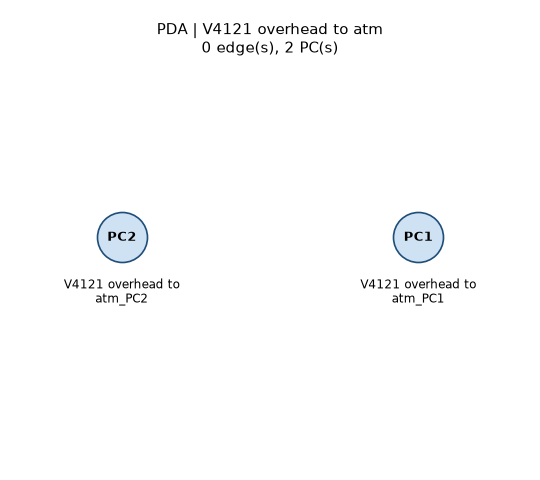 PDA | V4121 overhead to atm
0 edge(s), 2 PC(s)
PC2
PC1
V4121 overhead to
atm_PC2
V4121 overhead to
atm_PC1